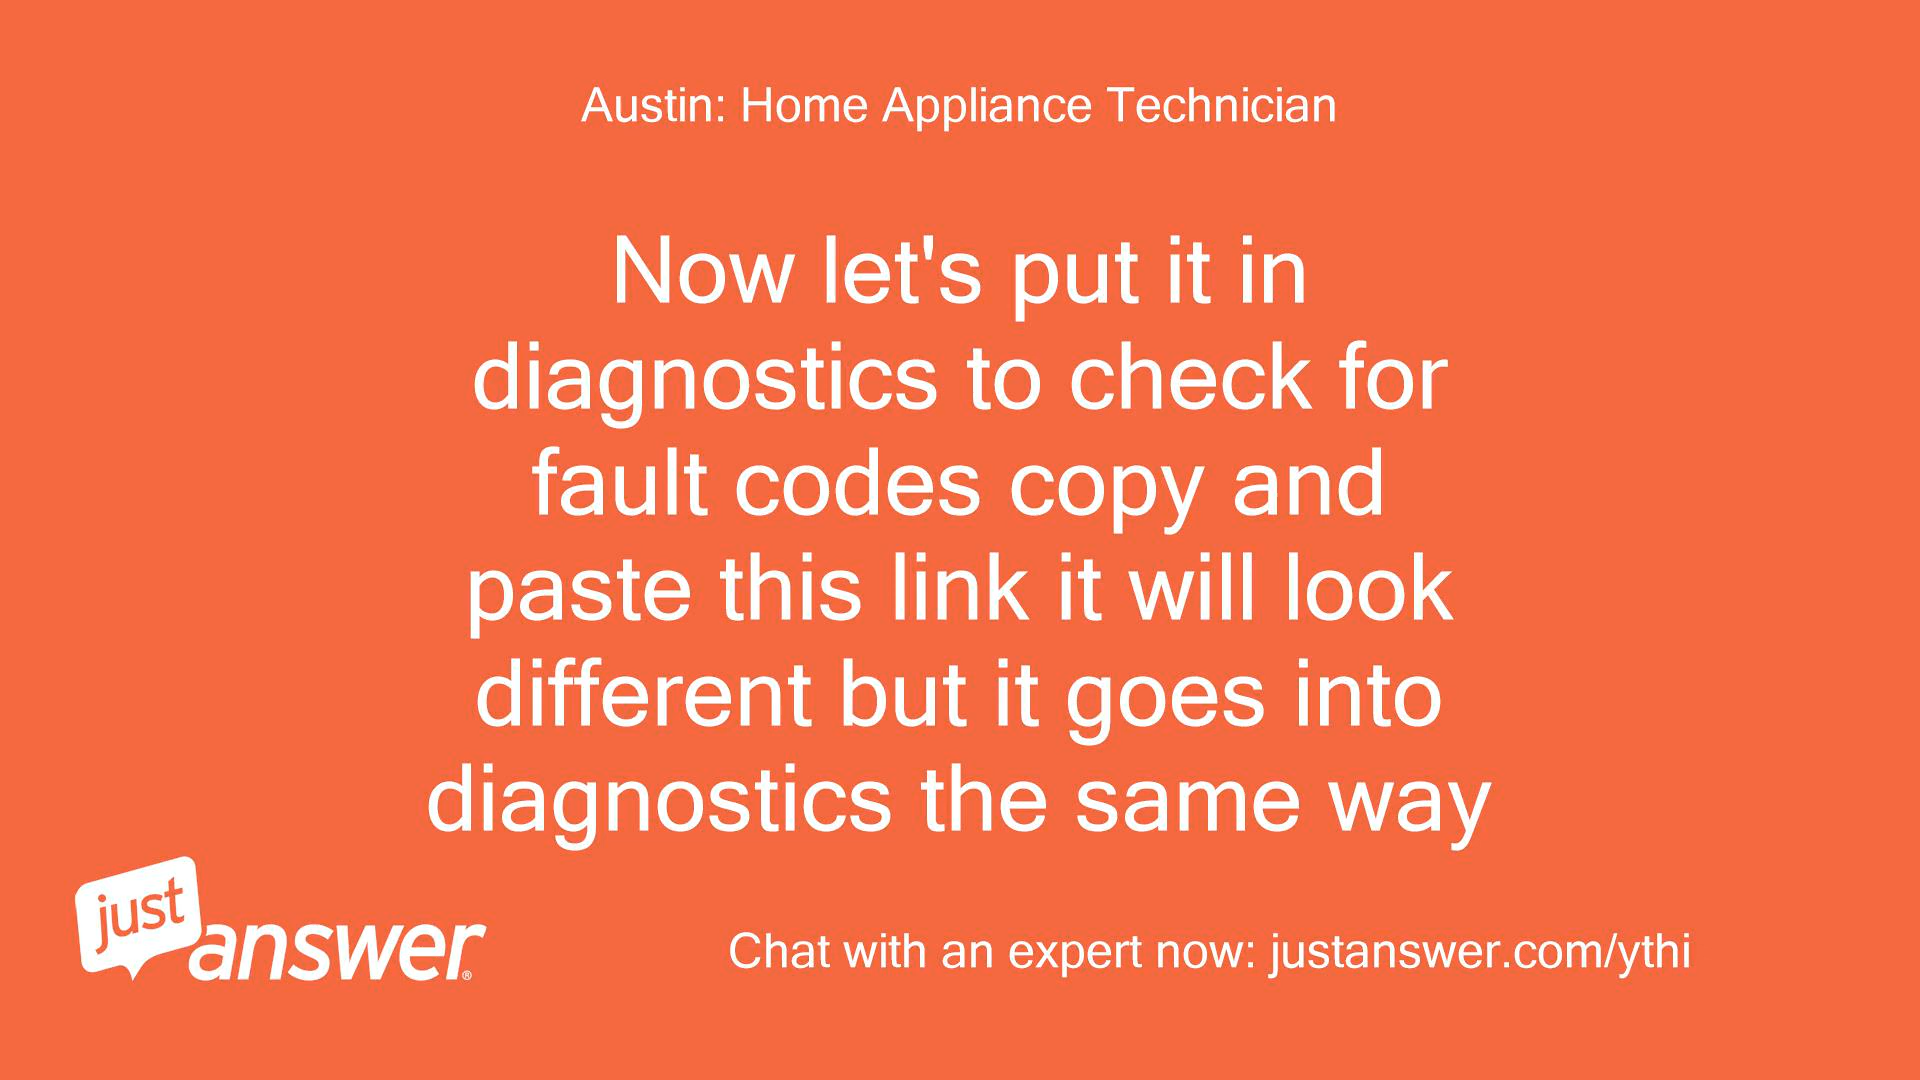 Austin: Home Appliance Technician
Now let's put it in
diagnostics to check for
fault codes copy and
paste this link it will look
different but it goes into
diagnostics the same way
just
answer®
Chat with an expert now: justanswer.com/ythi